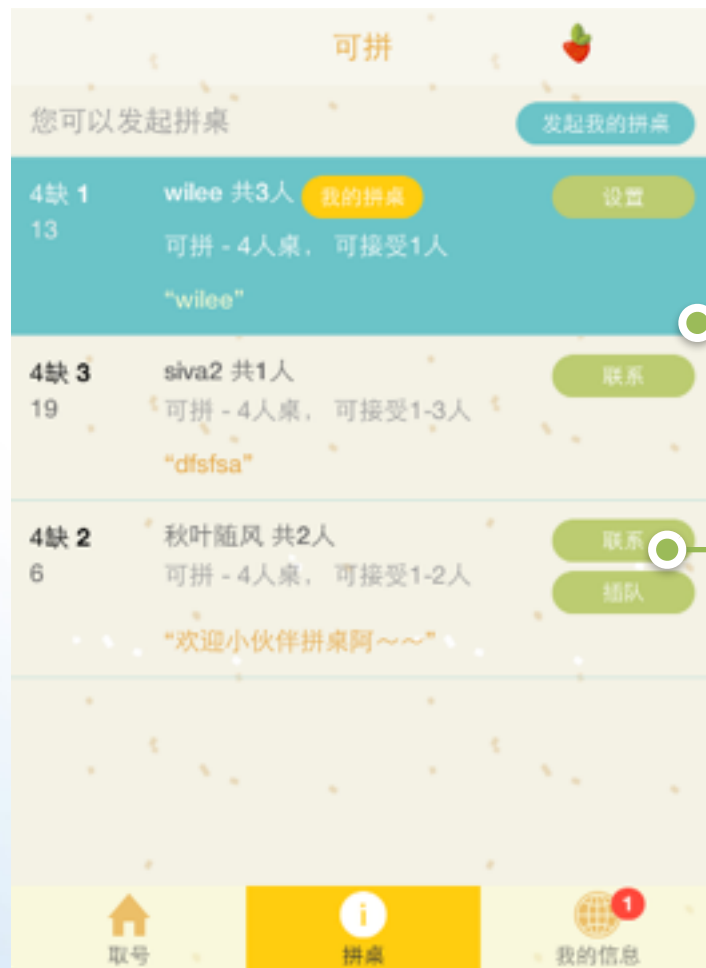 可拼
您可以发起拼桌 发起我的拼桌
4缺 1 wilee 共3人 我的拼桌 设置
13
可拼 - 4人桌， 可接受1人
“wilee”
4缺 3 siva2 共1人 联系
19 可拼 - 4人桌， 可接受1-3人
“dfsfsa”
4缺 2 秋叶随风 共2人 联系
6 可拼 - 4人桌， 可接受1-2人 插队
“欢迎小伙伴拼桌阿～～”
1
取号 拼桌 我的信息